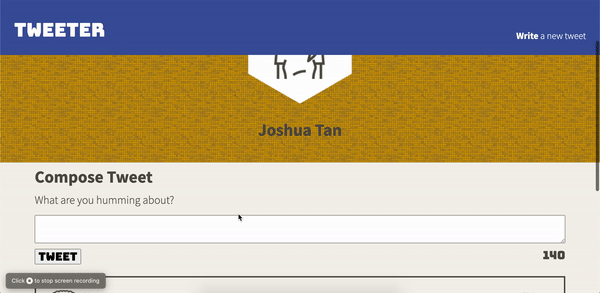 TWEETER
Write a new tweet
Joshua Tan
Compose Tweet
What are you humming about?
TWEET
140
Click to stop screen recording